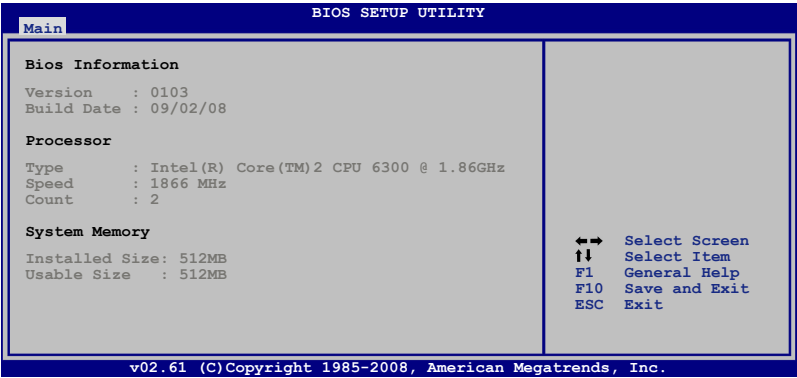 BIOS SETUP UTILITY
Main
Bios Information
Version : 0103
Build Date : 09/02/08
Processor
Type : Intel(R) Core(TM)2 CPU 6300 @ 1.86GHz
Speed : 1866 MHz
Count : 2
System Memory
Installed Size: 512MB
Usable Size : 512MB
←→ Select Screen
↑↓ Select Item
F1 General Help
F10 Save and Exit
ESC Exit
v02.61 (C)Copyright 1985-2008, American Megatrends, Inc.